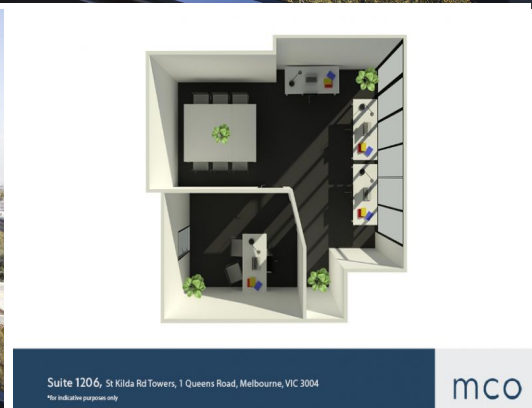 Suite 1206, St Kilda Rd Towers, 1 Queens Road, Melbourne, VIC 3004
*for indicative purposes only
mco